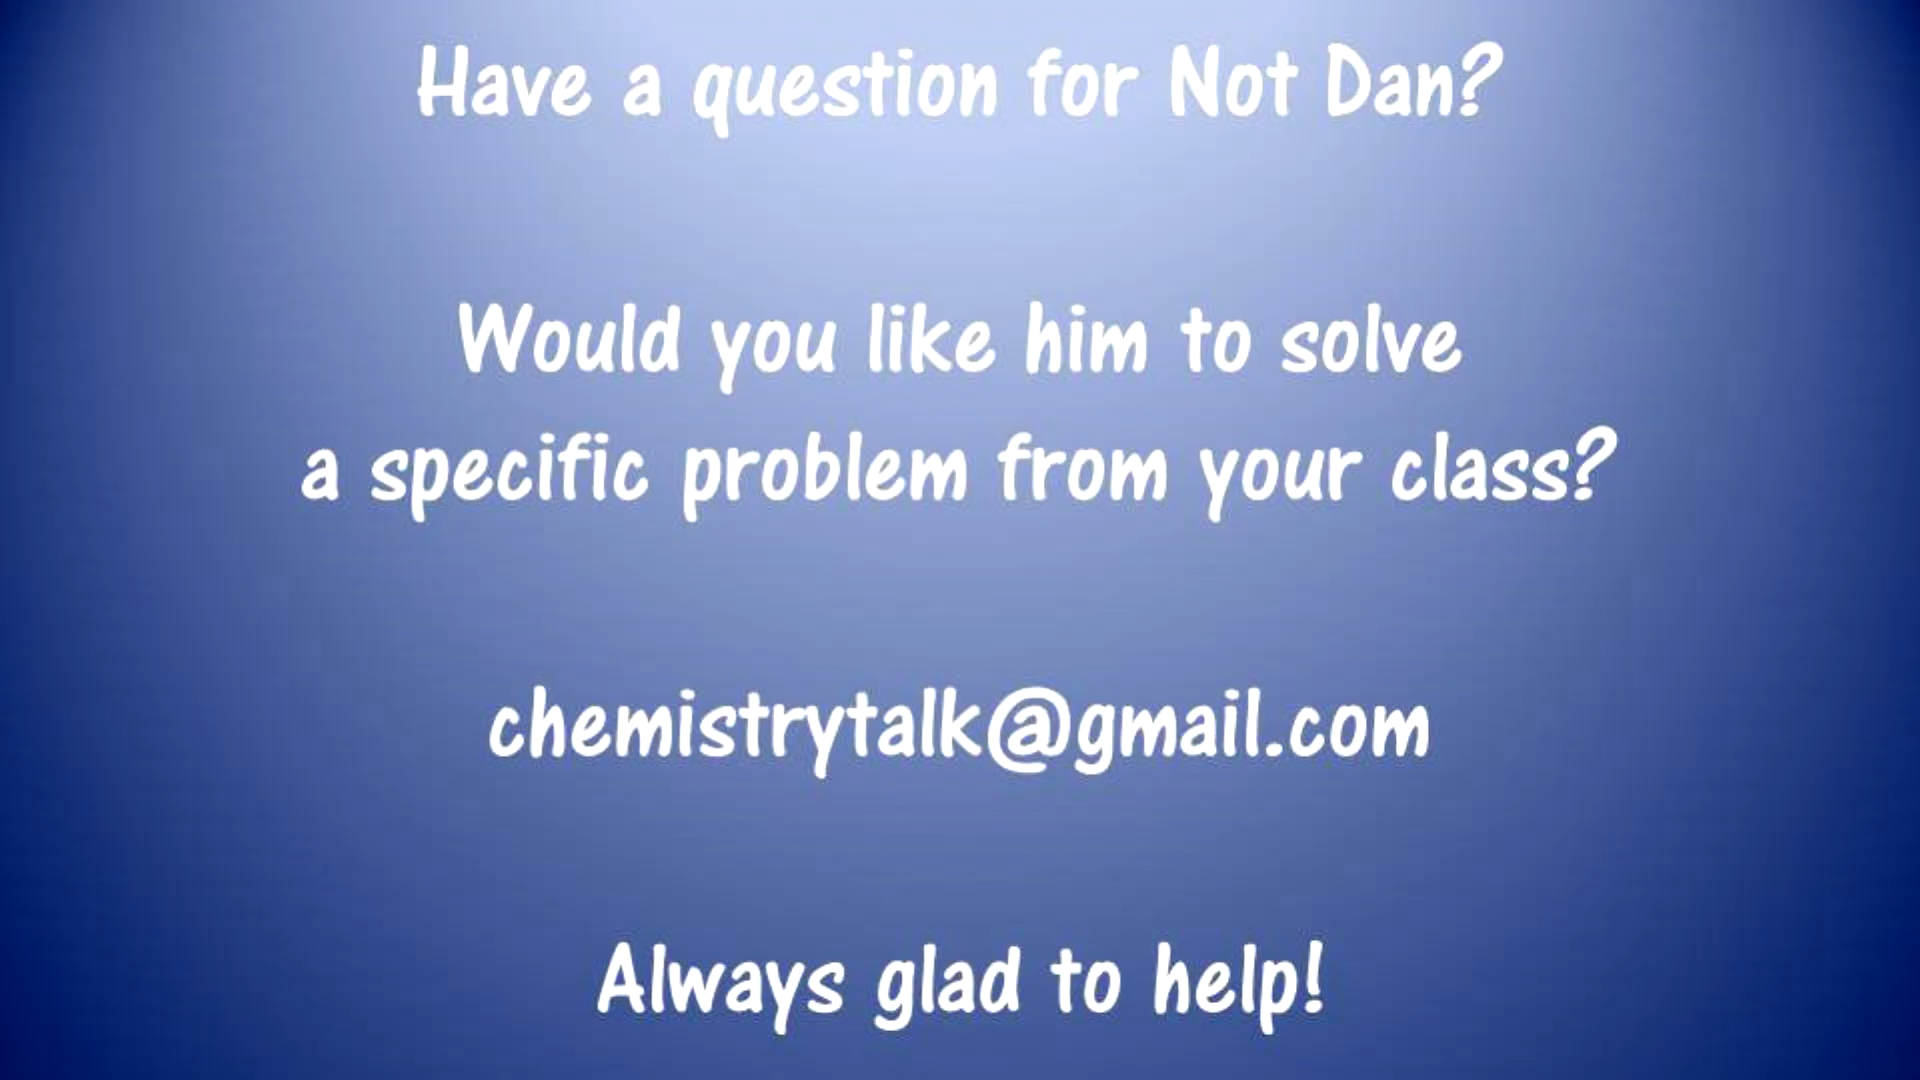 Have a question for Not Dan?
Would you like him to solve
a specific problem from your class?
chemistrytalk@gmail.com
Always glad to help!